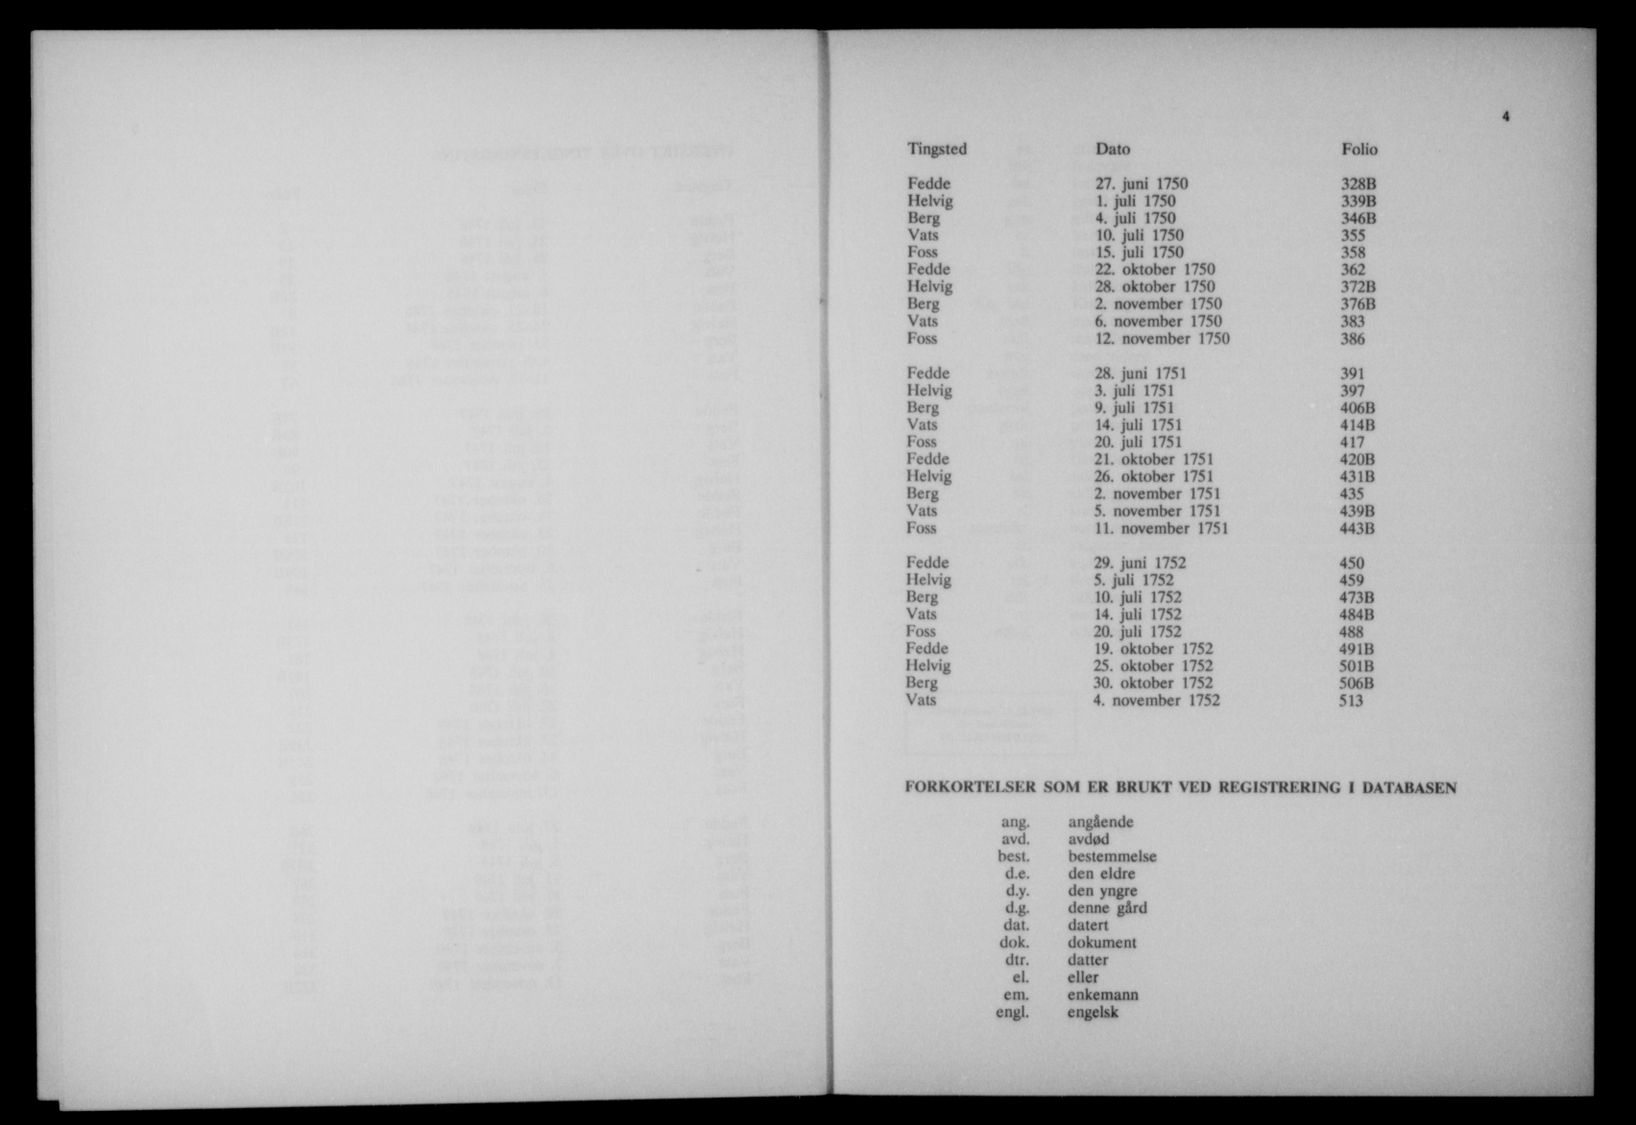 4
Tingsted Dato Folio
Fedde 27. juni 1750 328B
Helvig 1. juli 1750 339B
Berg 4. juli 1750 346B
Vats 10. juli 1750 355
Foss 15. juli 1750 358
Fedde 22. oktober 1750 362
Helvig 28. oktober 1750 372B
Berg 2. november 1750 376B
Vats 6. november 1750 383
Foss 12. november 1750 386
Fedde 28. juni 1751 391
Helvig 3. juli 1751 397
Berg 9. juli 1751 406B
Vats 14. juli 1751 414B
Foss 20. juli 1751 417
Fedde 21. oktober 1751 420B
Helvig 26. oktober 1751 431B
Berg 2. november 1751 435
Vats 5. november 1751 439B
Foss 11. november 1751 443B
Fedde 29. juni 1752 450
Helvig 5. juli 1752 459
Berg 10. juli 1752 473B
Vats 14. juli 1752 484B
Foss 20. juli 1752 488
Fedde 19. oktober 1752 491B
Helvig 25. oktober 1752 501B
Berg 30. oktober 1752 506B
Vats 4. november 1752 513
FORKORTELSER SOM ER BRUKT VED REGISTRERING I DATABASEN
ang. angående
avd. avdød
best. bestemmelse
d.e. den eldre
d.y. den yngre
d.g. denne gård
dat. datert
dok. dokument
dtr. datter
el. eller
em. enkemann
engl. engelsk